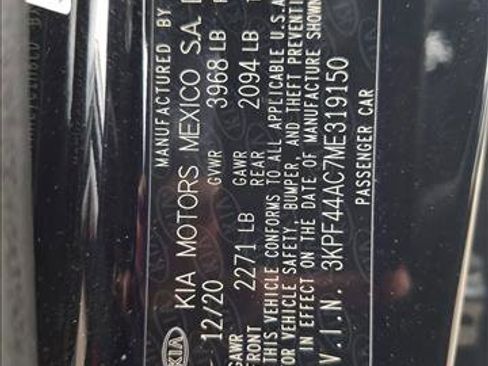 MANUFACTURED BY
KIA KIA MOTORS MEXICO S.A.
12/20 GVWR 3968 LB
GAWR FRONT 2271 LB GAWR REAR 2094 LB
THIS VEHICLE CONFORMS TO ALL APPLICABLE U.S.A
OR VEHICLE SAFETY, BUMPER, AND THEFT PREVENTI
IN EFFECT ON THE DATE OF MANUFACTURE SHOWN
V.I.N. 3KPF44AC7ME319150
PASSENGER CAR